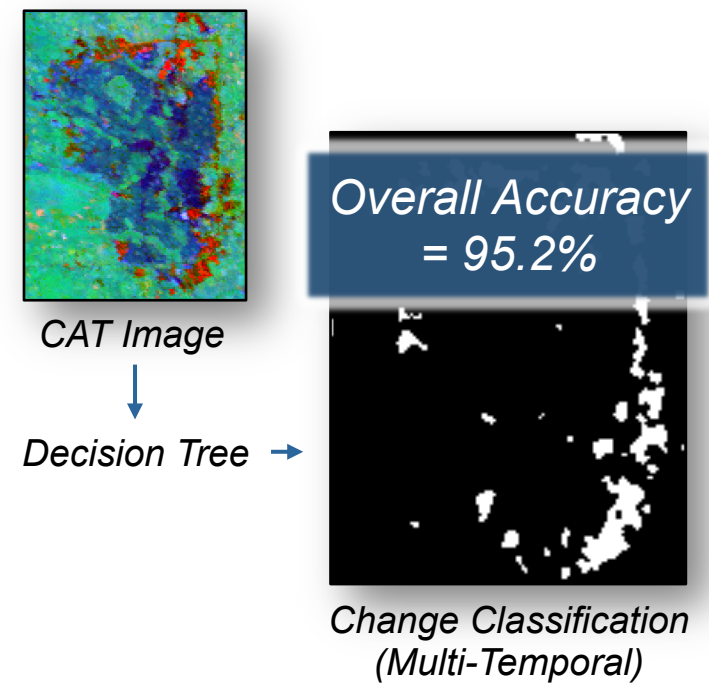 Overall Accuracy
= 95.2%
CAT Image
Decision Tree
Change Classification
(Multi-Temporal)